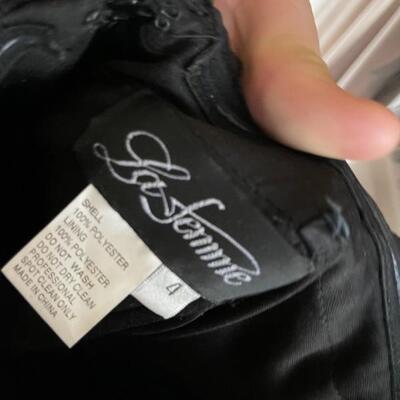 La Femme
4
SHELL
100% POLYESTER
LINING
100% POLYESTER
DO NOT WASH
DO NOT DRY CLEAN
PROFESSIONAL
SPOT CLEAN ONLY
MADE IN CHINA